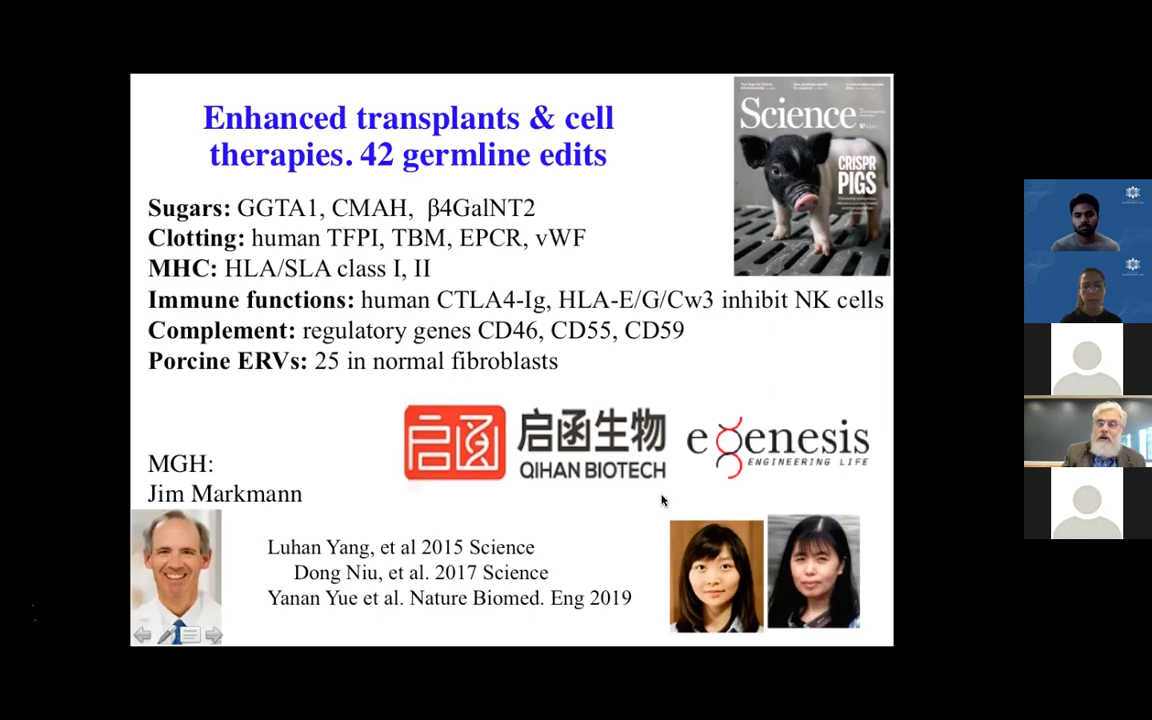 Enhanced transplants & cell
therapies. 42 germline edits
Science
CRISPR
PIGS
Sugars: GGTA1, CMAH, β4GalNT2
Clotting: human TFPI, TBM, EPCR, vWF
MHC: HLA/SLA class I, II
Immune functions: human CTLA4-Ig, HLA-E/G/Cw3 inhibit NK cells
Complement: regulatory genes CD46, CD55, CD59
Porcine ERVs: 25 in normal fibroblasts
启函
启函生物
QIHAN BIOTECH
egenesis
ENGINEERING LIFE
MGH:
Jim Markmann
Luhan Yang, et al 2015 Science
Dong Niu, et al. 2017 Science
Yanan Yue et al. Nature Biomed. Eng 2019